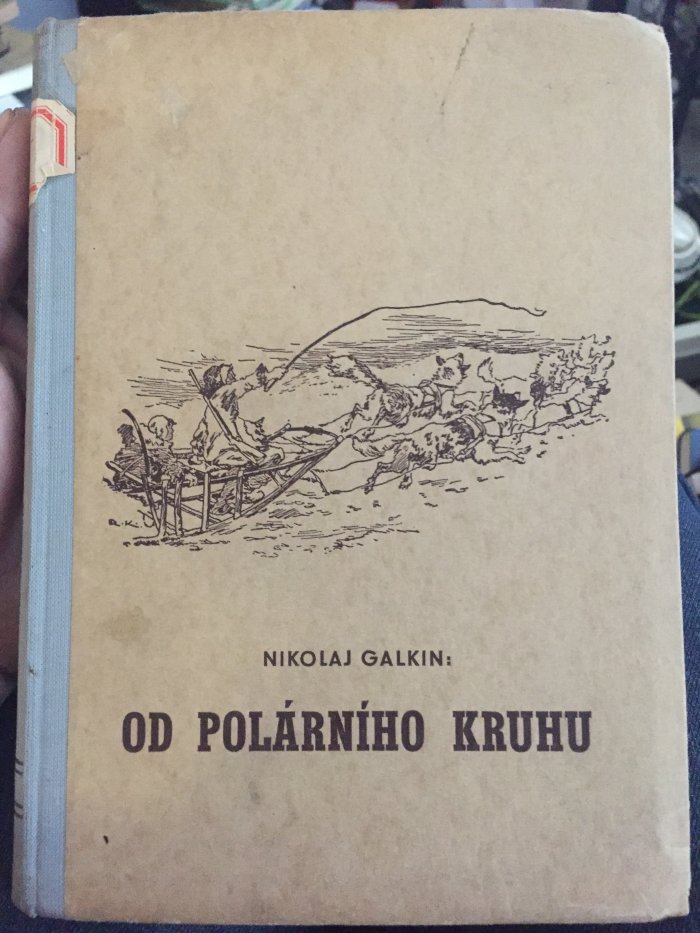 R.K.
NIKOLAJ GALKIN:
OD POLÁRNÍHO KRUHU